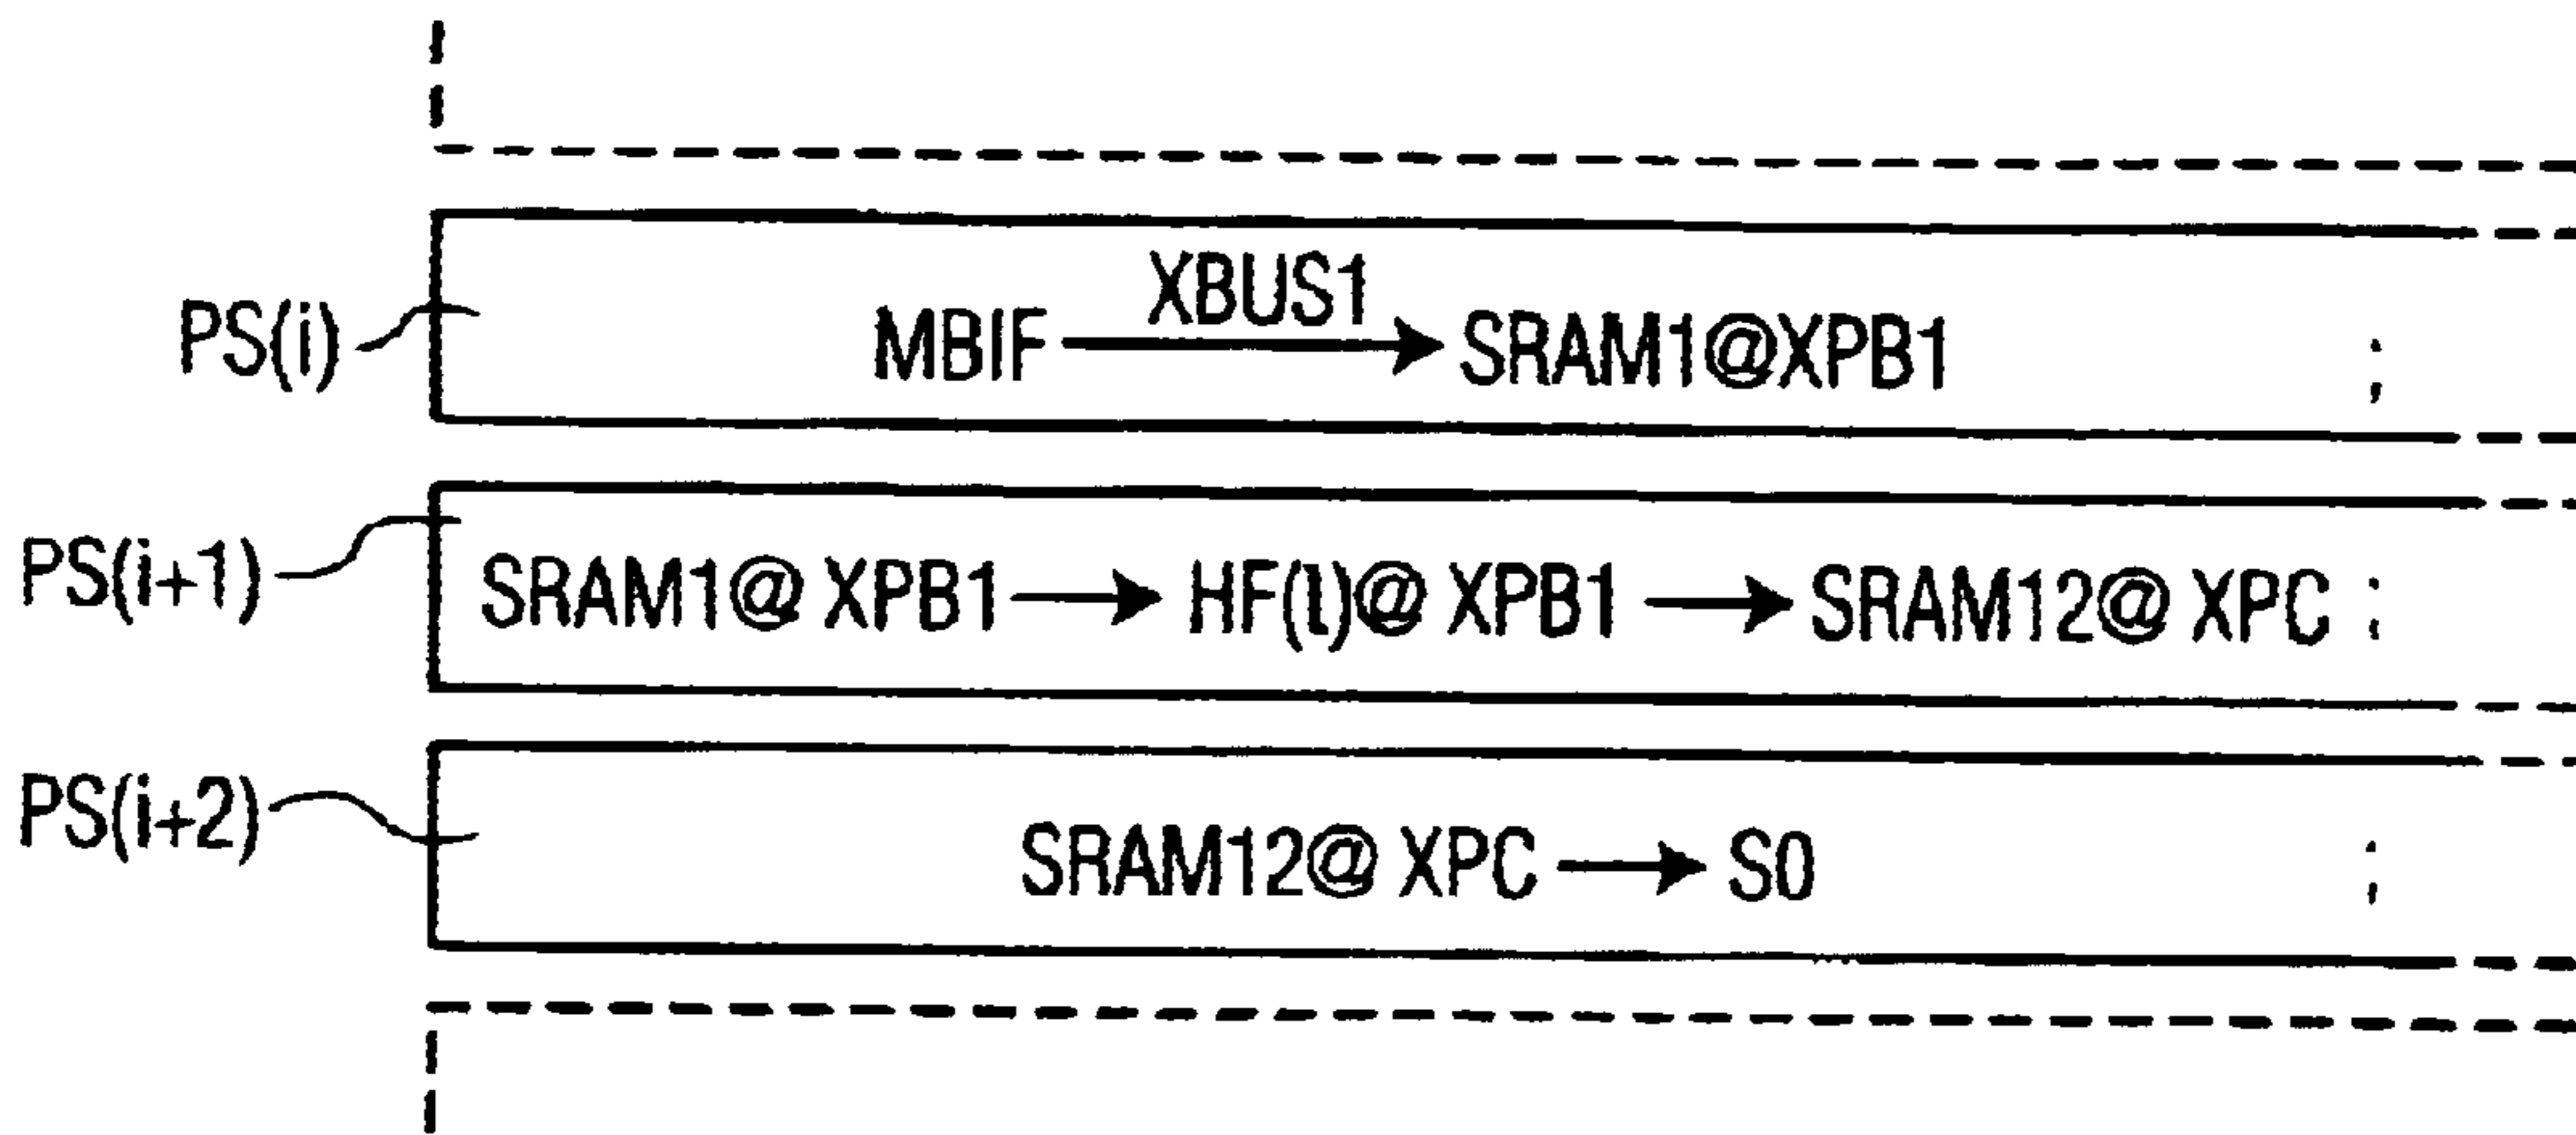 XBUS1
PS(i) MBIF → SRAM1@XPB1 ;
PS(i+1) SRAM1@ XPB1 → HF(l)@ XPB1 → SRAM12@ XPC ;
PS(i+2) SRAM12@ XPC → S0 ;